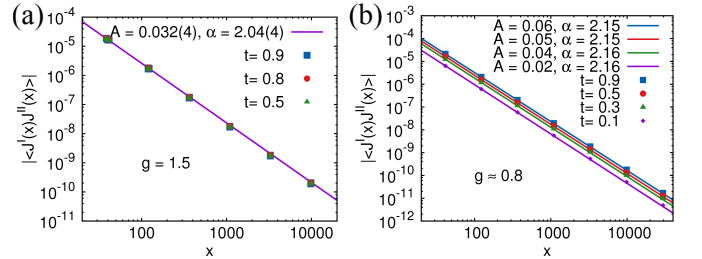 (a)
|<J^I(x)J^II(x)>|
10^-4
10^-5
10^-6
10^-7
10^-8
10^-9
10^-10
10^-11
A = 0.032(4), α = 2.04(4)
t= 0.9
t= 0.8
t= 0.5
g = 1.5
100 1000 10000
x
(b)
|<J^I(x)J^II(x)>|
10^-3
10^-4
10^-5
10^-6
10^-7
10^-8
10^-9
10^-10
10^-11
10^-12
A = 0.06, α = 2.15
A = 0.05, α = 2.15
A = 0.04, α = 2.16
A = 0.02, α = 2.16
t= 0.9
t= 0.5
t= 0.3
t= 0.1
g ≈ 0.8
100 1000 10000
x